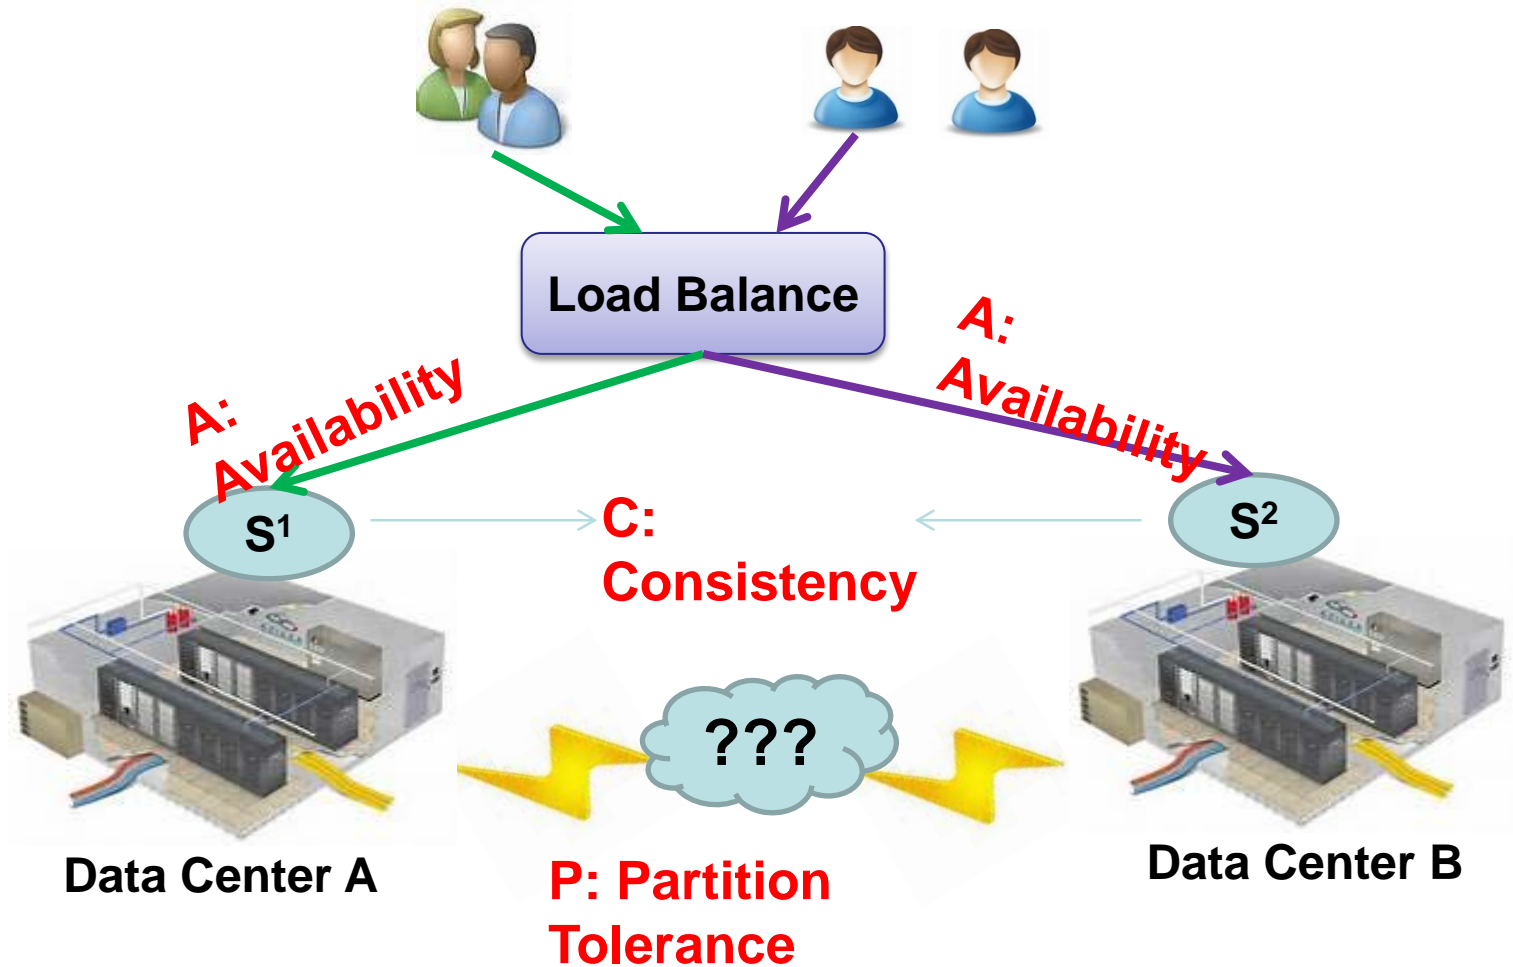 Load Balance
A:
Availability
A:
Availability
S¹
C:
Consistency
S²
???
Data Center A
P: Partition
Tolerance
Data Center B